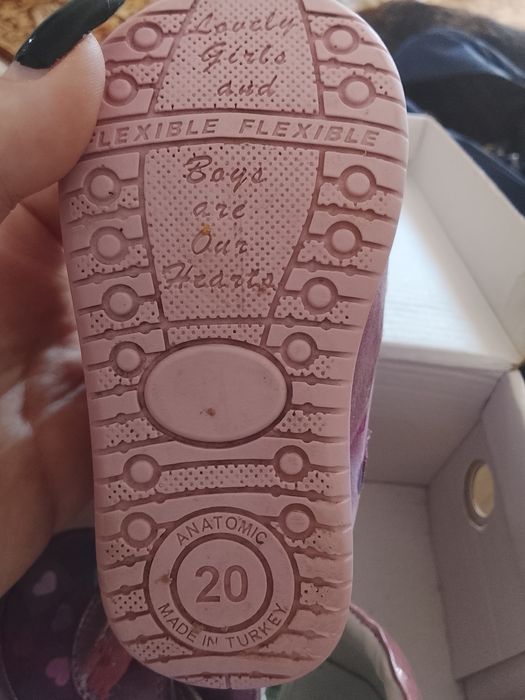 Lovely
Girls
and
FLEXIBLE FLEXIBLE
Boys
are
Our
Hearts
ANATOMIC
20
MADE IN TURKEY